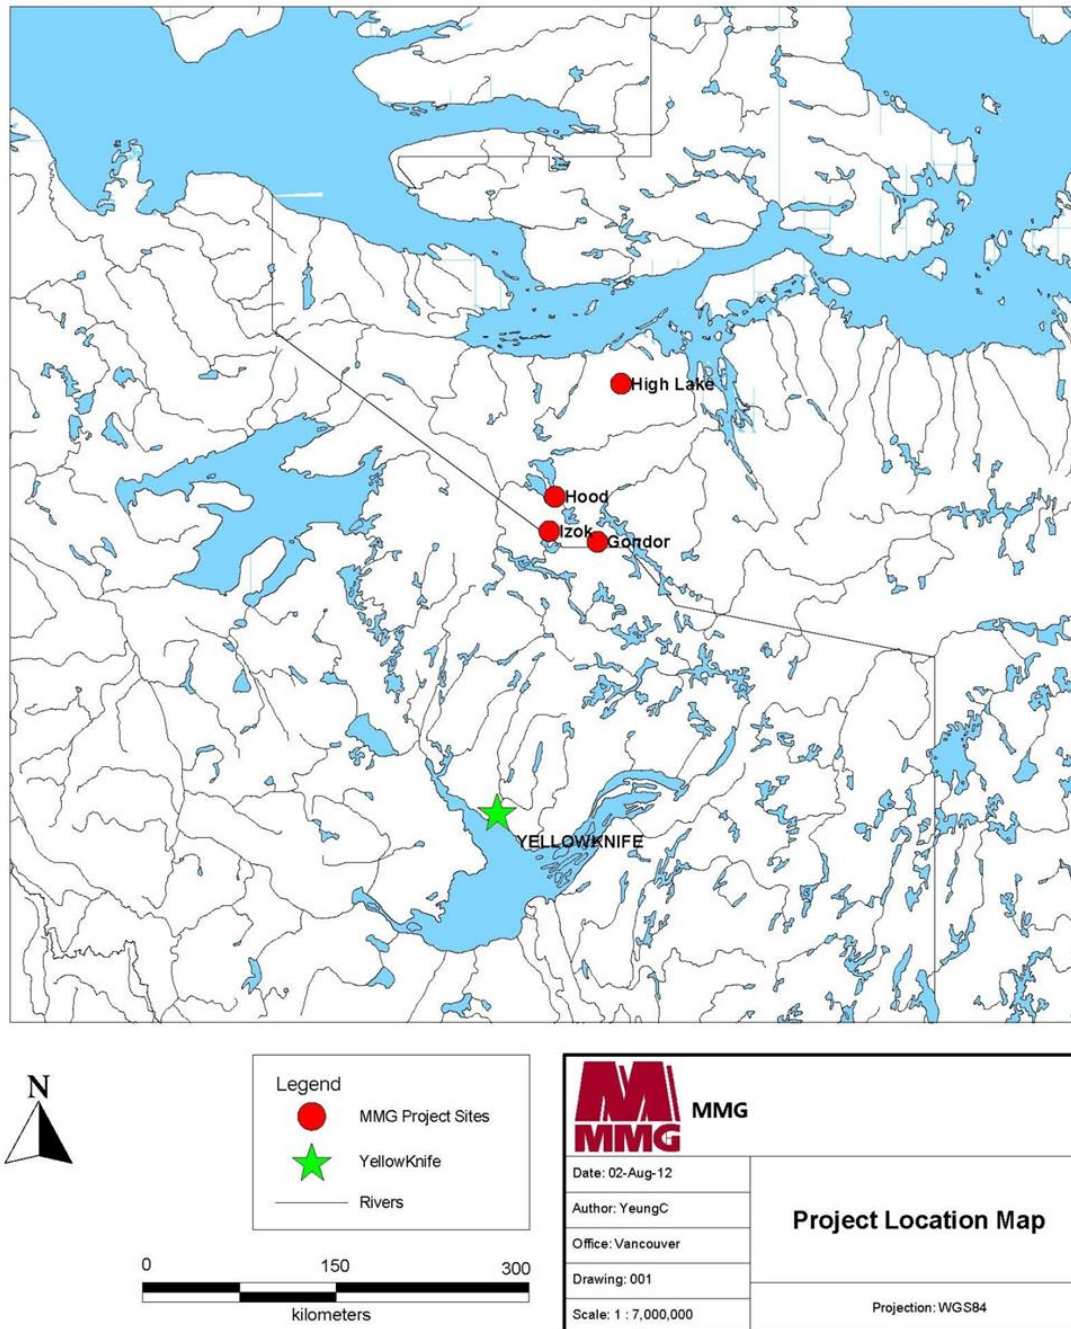 High Lake
Hood
Izok
Gondor
YELLOWKNIFE
N
Legend
MMG Project Sites
YellowKnife
Rivers
0 150 300
kilometers
MMG
MMG
Date: 02-Aug-12
Author: YeungC
Office: Vancouver
Drawing: 001
Scale: 1 : 7,000,000
Project Location Map
Projection: WGS84